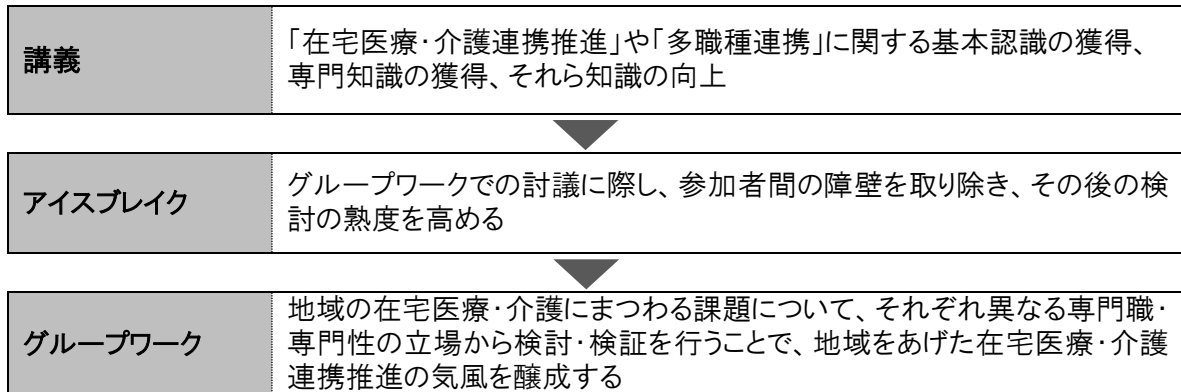 講義
「在宅医療・介護連携推進」や「多職種連携」に関する基本認識の獲得、
専門知識の獲得、それら知識の向上
アイスブレイク
グループワークでの討議に際し、参加者間の障壁を取り除き、その後の検
討の熟度を高める
グループワーク
地域の在宅医療・介護にまつわる課題について、それぞれ異なる専門職・
専門性の立場から検討・検証を行うことで、地域をあげた在宅医療・介護
連携推進の気風を醸成する